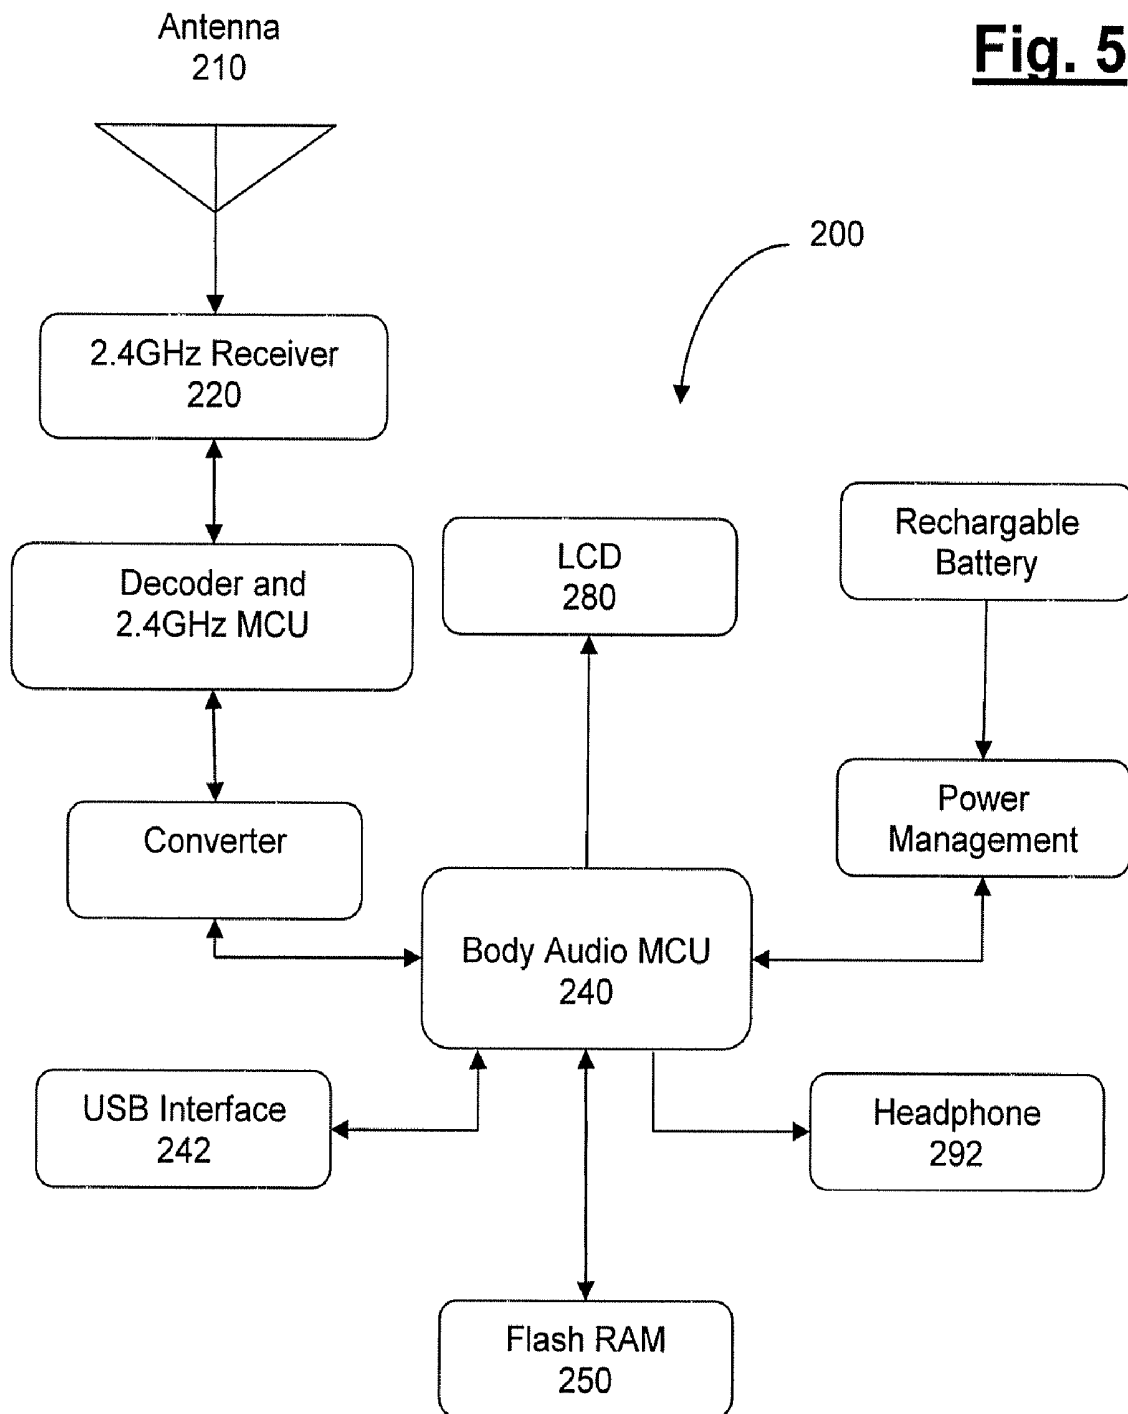 Antenna
210
Fig. 5
200
2.4GHz Receiver
220
Decoder and
2.4GHz MCU
LCD
280
Rechargable
Battery
Converter
Power
Management
Body Audio MCU
240
USB Interface
242
Headphone
292
Flash RAM
250